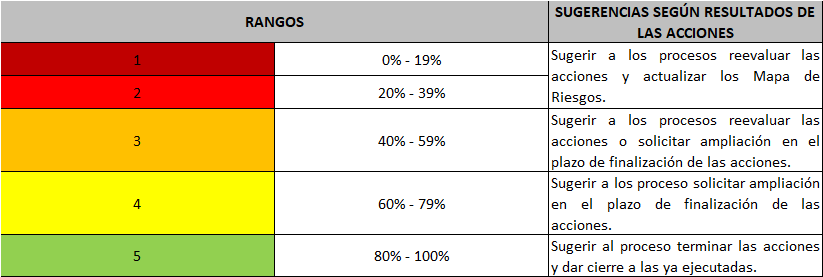 RANGOS
SUGERENCIAS SEGÚN RESULTADOS DE
LAS ACCIONES
1
0% - 19%
Sugerir a los procesos reevaluar las
acciones y actualizar los Mapa de
Riesgos.
2
20% - 39%
3
40% - 59%
Sugerir a los procesos reevaluar las
acciones o solicitar ampliación en el
plazo de finalización de las acciones.
4
60% - 79%
Sugerir a los proceso solicitar ampliación
en el plazo de finalización de las
acciones.
5
80% - 100%
Sugerir al proceso terminar las acciones
y dar cierre a las ya ejecutadas.